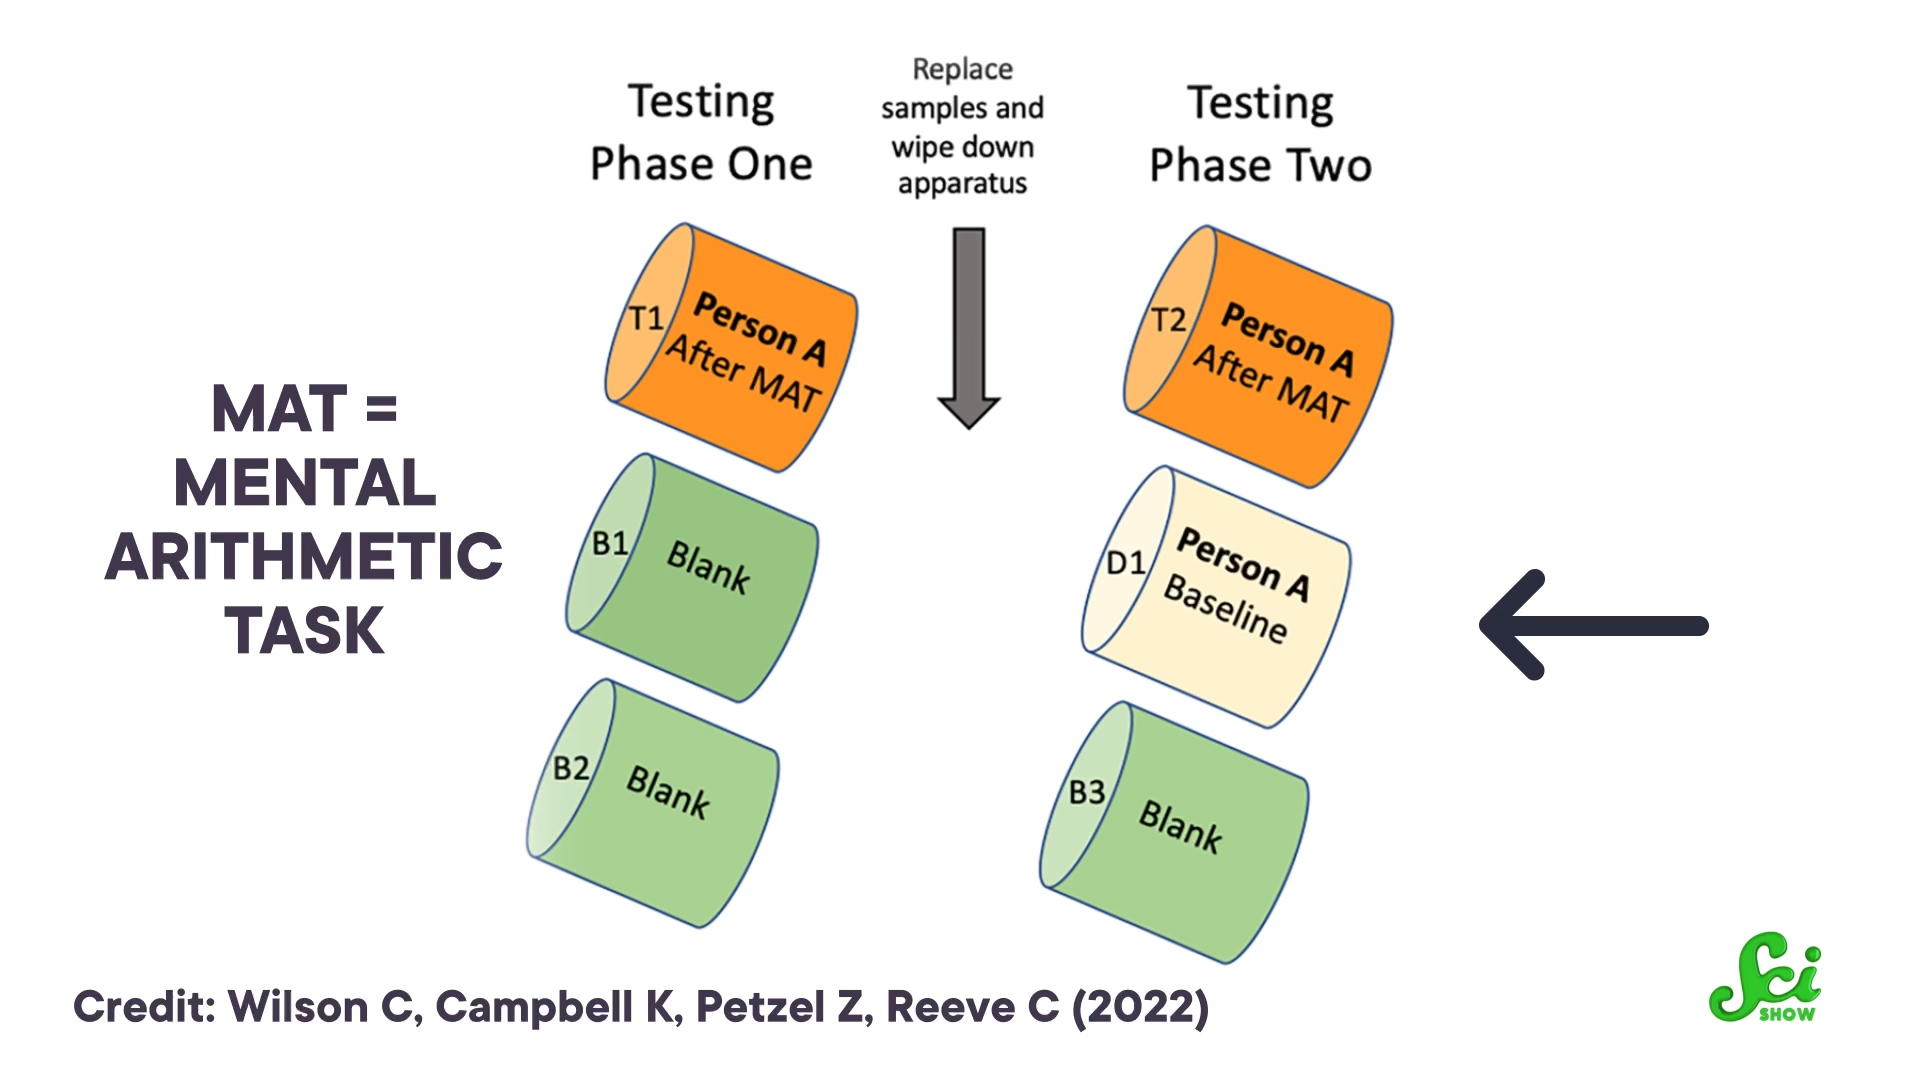 Testing
Phase One
Replace
samples and
wipe down
apparatus
Testing
Phase Two
T1
Person A
After MAT
T2
Person A
After MAT
MAT =
MENTAL
ARITHMETIC
TASK
B1
Blank
D1
Person A
Baseline
B2
Blank
B3
Blank
Credit: Wilson C, Campbell K, Petzel Z, Reeve C (2022)
Sci
SHOW